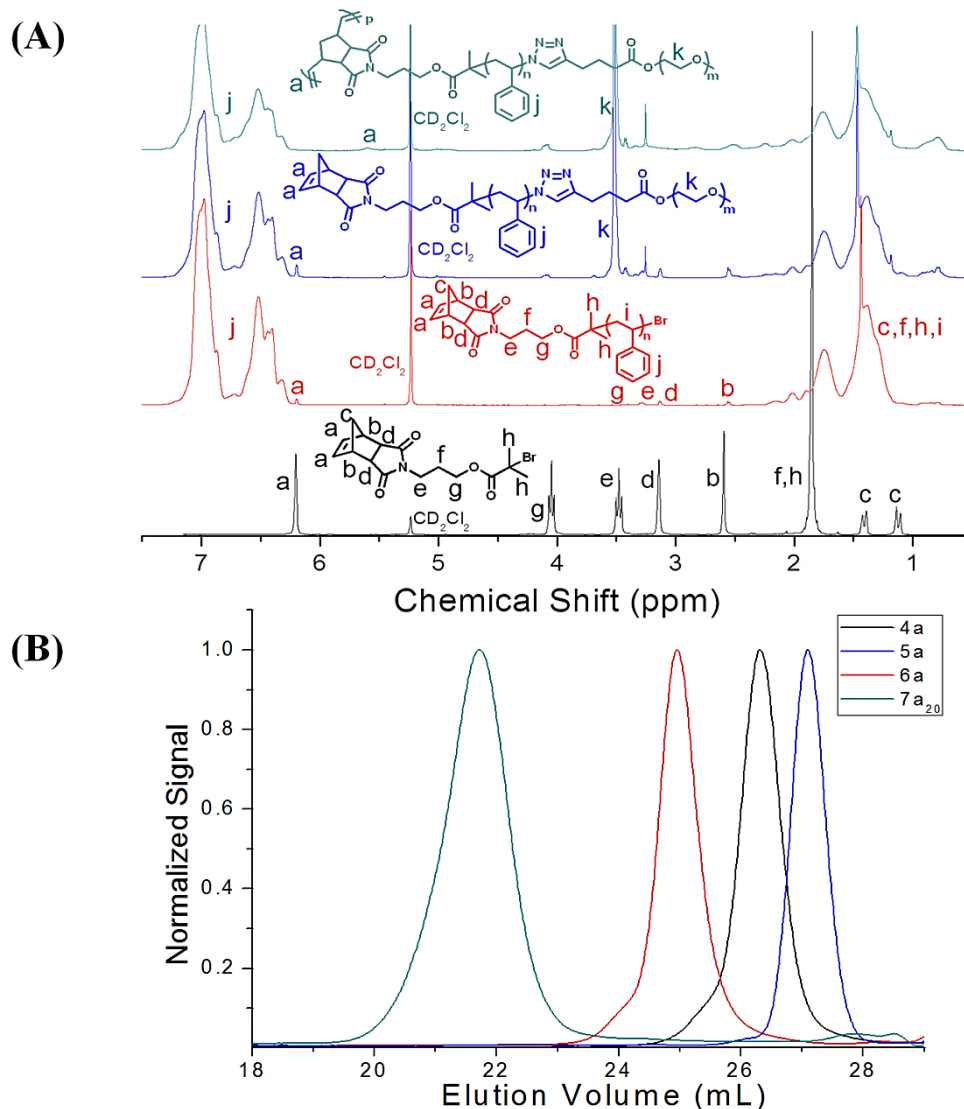 (A)
p
O
N
O
O
O
n
N=N
N
j
O
O
k
O
m
a
j
a
CD2Cl2
k
a
a
O
N
O
O
O
n
N=N
N
j
O
O
k
O
m
j
a
CD2Cl2
k
c
b
d
a
a
b
d
O
N
O
e
f
g
O
O
h
h
i
n
Br
j
c,f,h,i
j
a
CD2Cl2
g e d b
c
b
d
a
a
b
d
O
N
O
e
f
g
O
O
h
Br
h
a
CD2Cl2
g
e
d
b
f,h
c
c
7 6 5 4 3 2 1
Chemical Shift (ppm)
(B)
4a
5a
6a
7a20
1.0
0.8
0.6
0.4
0.2
Normalized Signal
18 20 22 24 26 28
Elution Volume (mL)